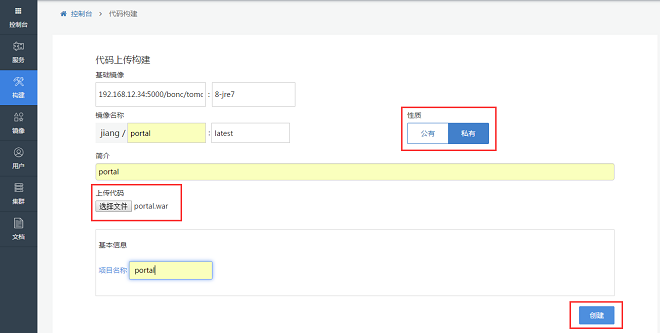 控制台
服务
构建
镜像
用户
集群
文档
控制台 > 代码构建
代码上传构建
基础镜像
192.168.12.34:5000/bonc/tomc : 8-jre7
镜像名称
jiang / portal : latest
性质
公有 私有
简介
portal
上传代码
选择文件 portal.war
基本信息
项目名称 portal
创建